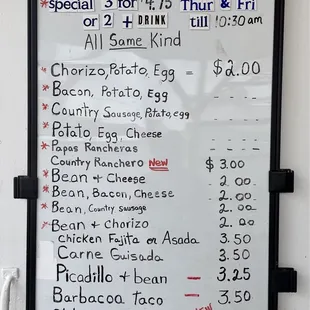 *special 3 for 4.75 Thur & Fri
or 2 + DRINK till 10:30am
All Same Kind
* Chorizo, Potato, Egg = $2.00
* Bacon, Potato, Egg - - - -
* Country Sausage, Potato, egg - - - -
* Potato, Egg, Cheese - - - -
* Papas Rancheras - - - -
Country Ranchero New $3.00
* Bean + Cheese 2.00
* Bean, Bacon, Cheese 2.00
* Bean, Country Sausage 2.00
* Bean + Chorizo 2.00
Chicken Fajita or Asada 3.50
Carne Guisada 3.50
Picadillo + bean - 3.25
Barbacoa Taco - 3.50